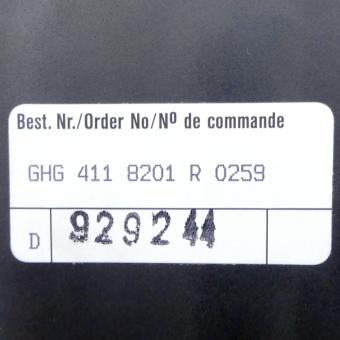 Best. Nr./Order No/Nº de commande
GHG 411 8201 R 0259
D 929244